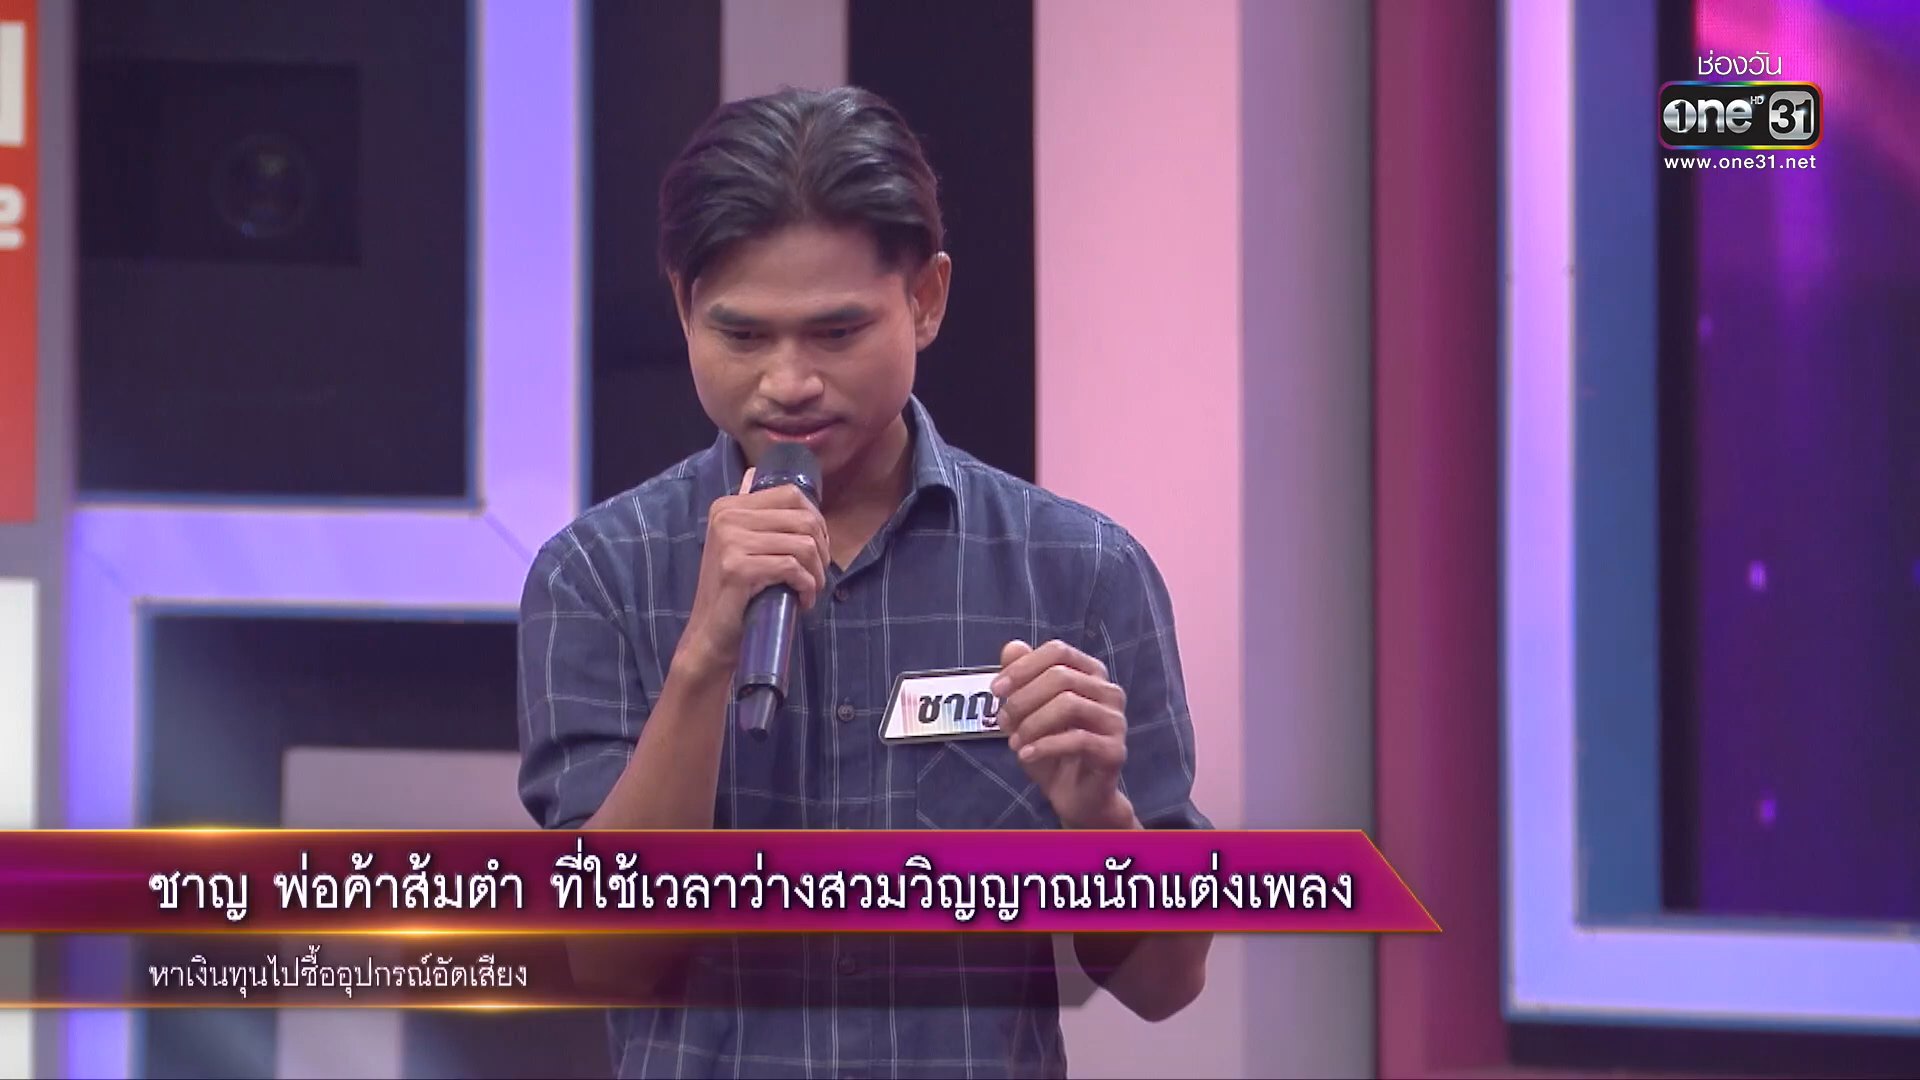 ช่องวัน
one HD 31
www.one31.net
ชาญ
ชาญ พ่อค้าส้มตำ ที่ใช้เวลาว่างสวมวิญญาณนักแต่งเพลง
หาเงินทุนไปซื้ออุปกรณ์อัดเสียง